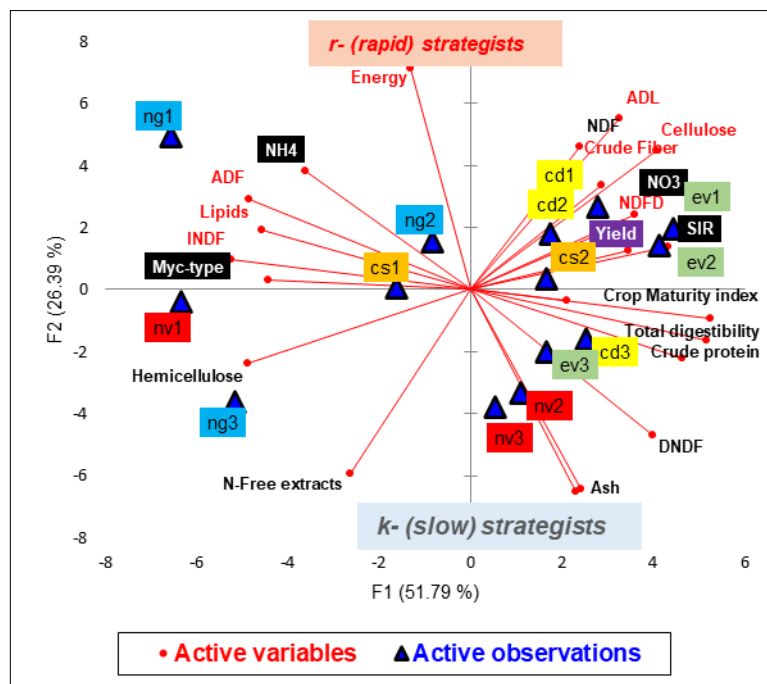 r- (rapid) strategists
8
Energy
6
ADL
ng1
NDF
Cellulose
NH4
Crude Fiber
4
cd1
NO3
ADF
ev1
cd2
NDFD
Lipids
ng2
Yield
SIR
2
INDF
cs2
ev2
Myc-type
cs1
0
Crop Maturity index
nv1
Total digestibility
cd3
Crude protein
-2
ev3
Hemicellulose
nv2
-4
ng3
nv3
DNDF
N-Free extracts
Ash
-6
k- (slow) strategists
-8
-8 -6 -4 -2 0 2 4 6
F1 (51.79 %)
F2 (26.39 %)
Active variables Active observations